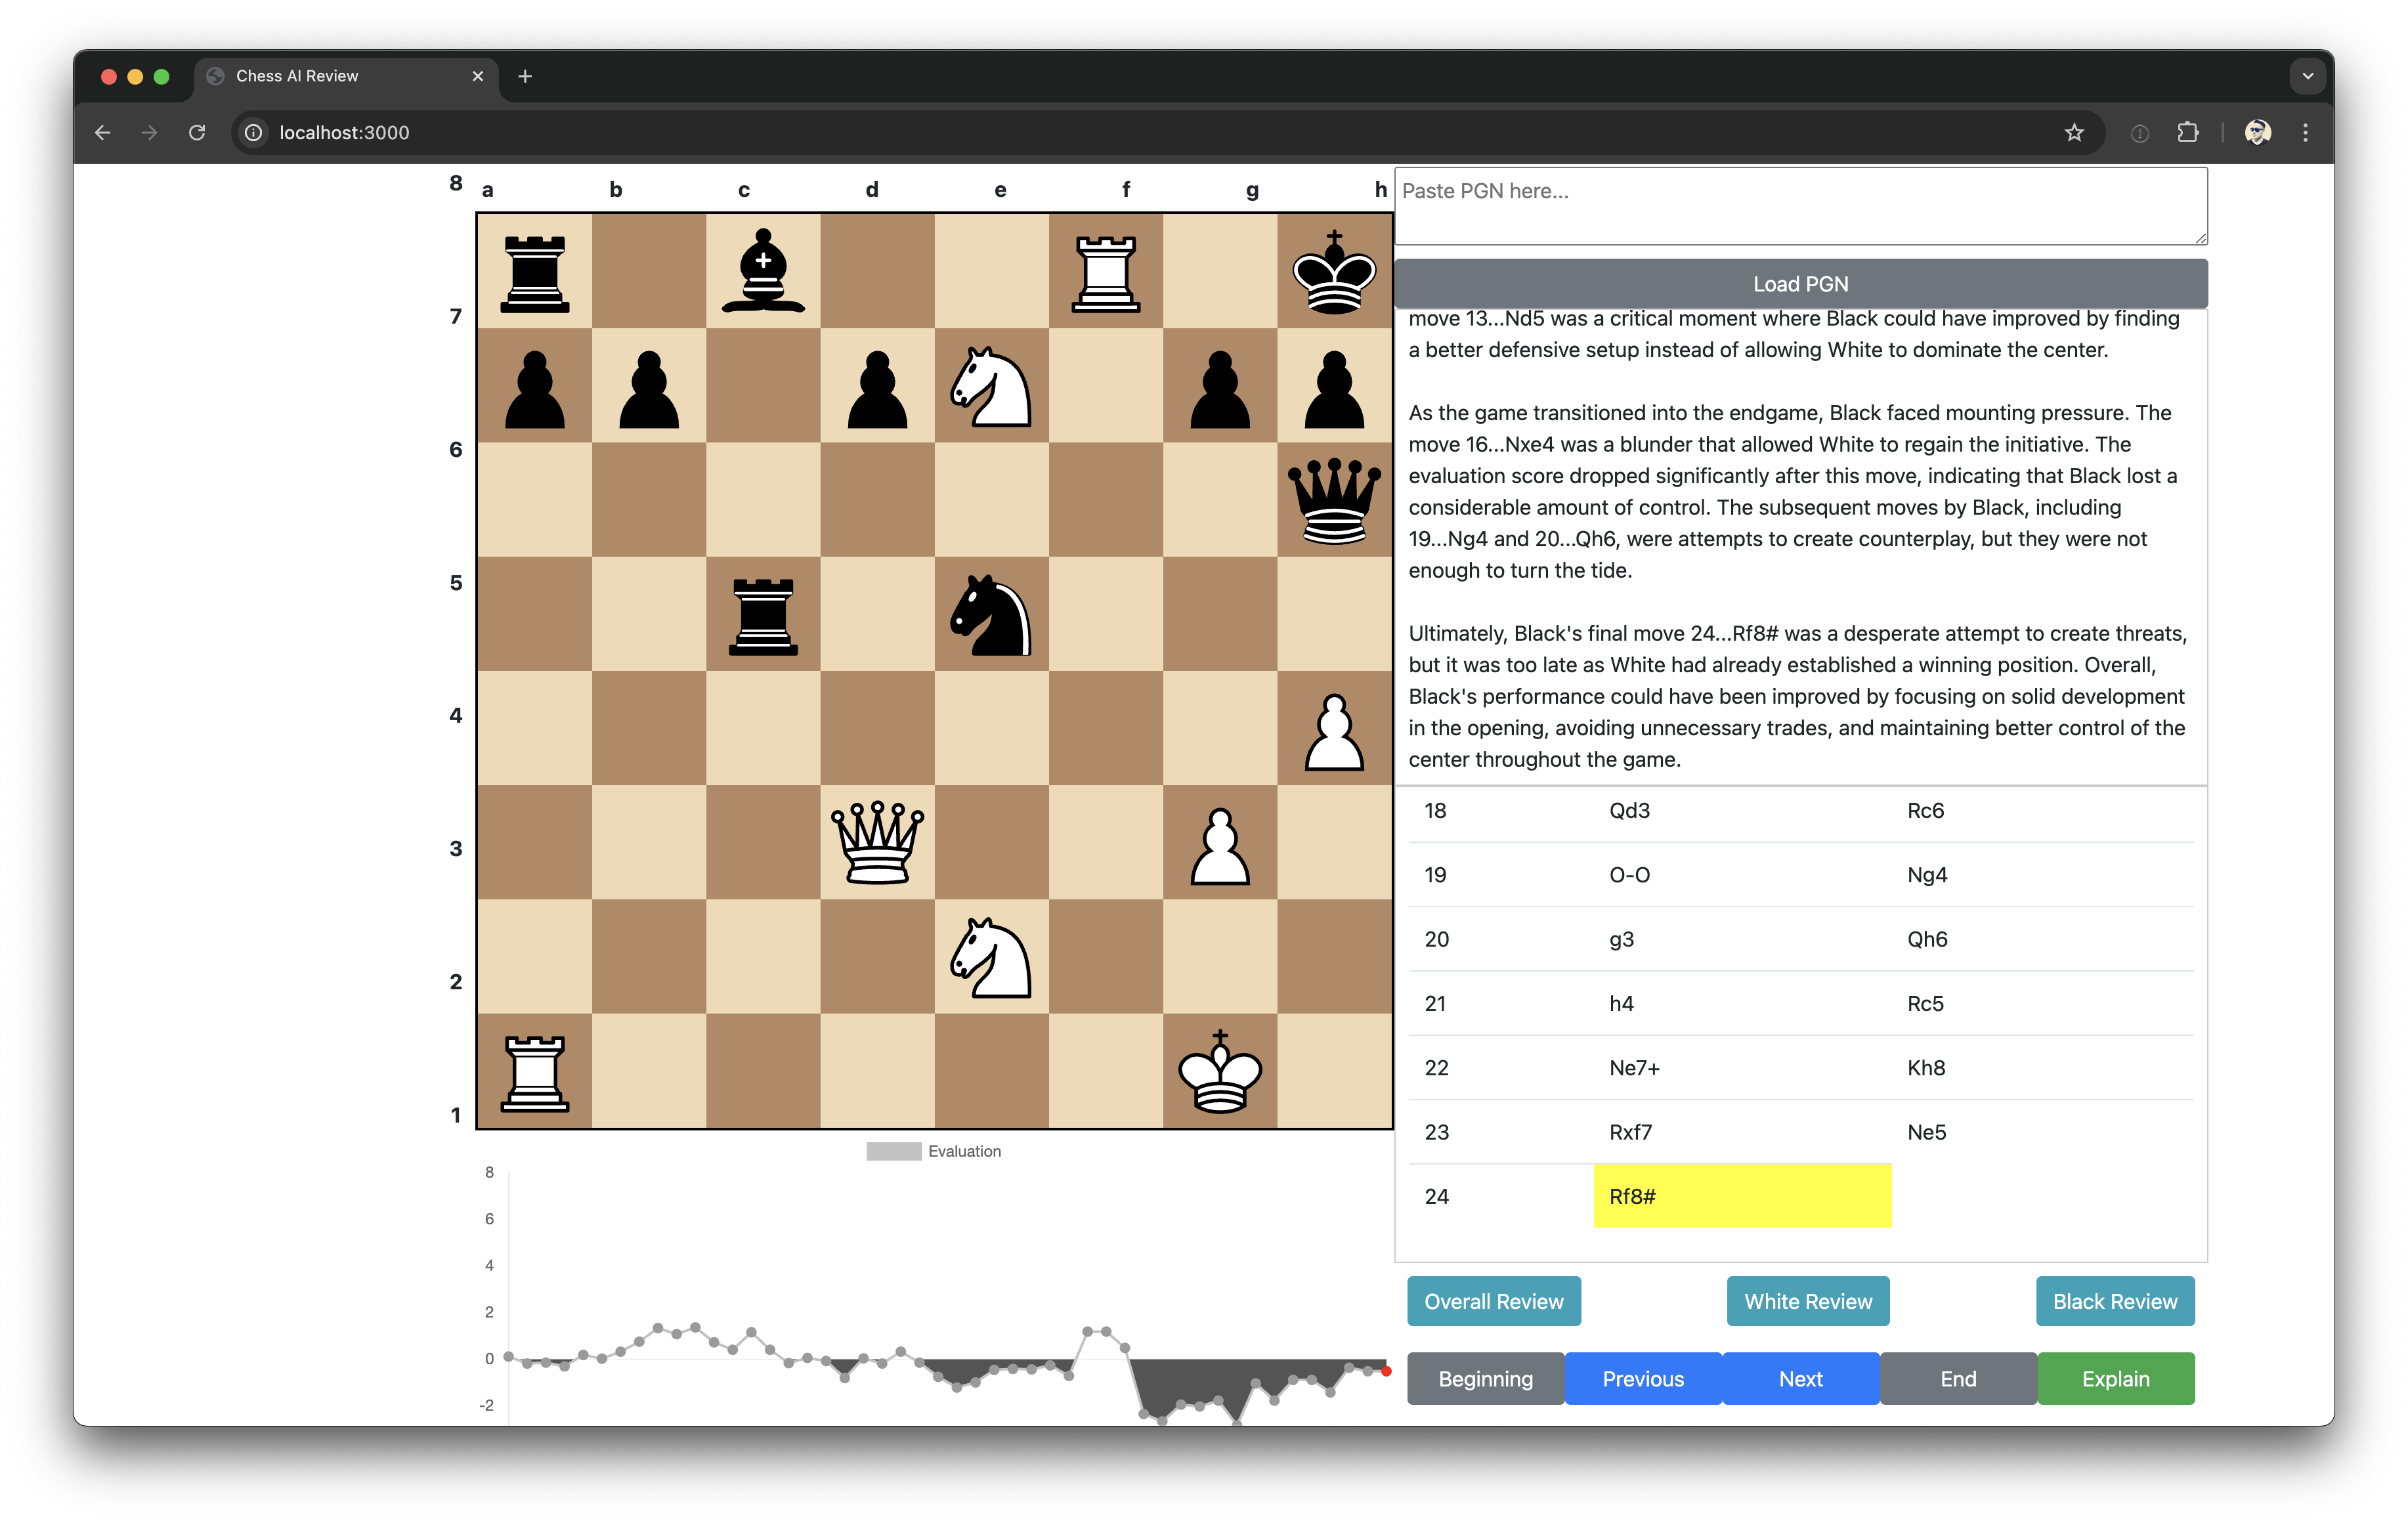 Chess AI Review
localhost:3000
8 a b c d e f g h
7
6
5
4
3
2
1
Evaluation
8
6
4
2
0
-2
Paste PGN here...
Load PGN
move 13...Nd5 was a critical moment where Black could have improved by finding
a better defensive setup instead of allowing White to dominate the center.
As the game transitioned into the endgame, Black faced mounting pressure. The
move 16...Nxe4 was a blunder that allowed White to regain the initiative. The
evaluation score dropped significantly after this move, indicating that Black lost a
considerable amount of control. The subsequent moves by Black, including
19...Ng4 and 20...Qh6, were attempts to create counterplay, but they were not
enough to turn the tide.
Ultimately, Black's final move 24...Rf8# was a desperate attempt to create threats,
but it was too late as White had already established a winning position. Overall,
Black's performance could have been improved by focusing on solid development
in the opening, avoiding unnecessary trades, and maintaining better control of the
center throughout the game.
18 Qd3 Rc6
19 O-O Ng4
20 g3 Qh6
21 h4 Rc5
22 Ne7+ Kh8
23 Rxf7 Ne5
24 Rf8#
Overall Review White Review Black Review
Beginning Previous Next End Explain